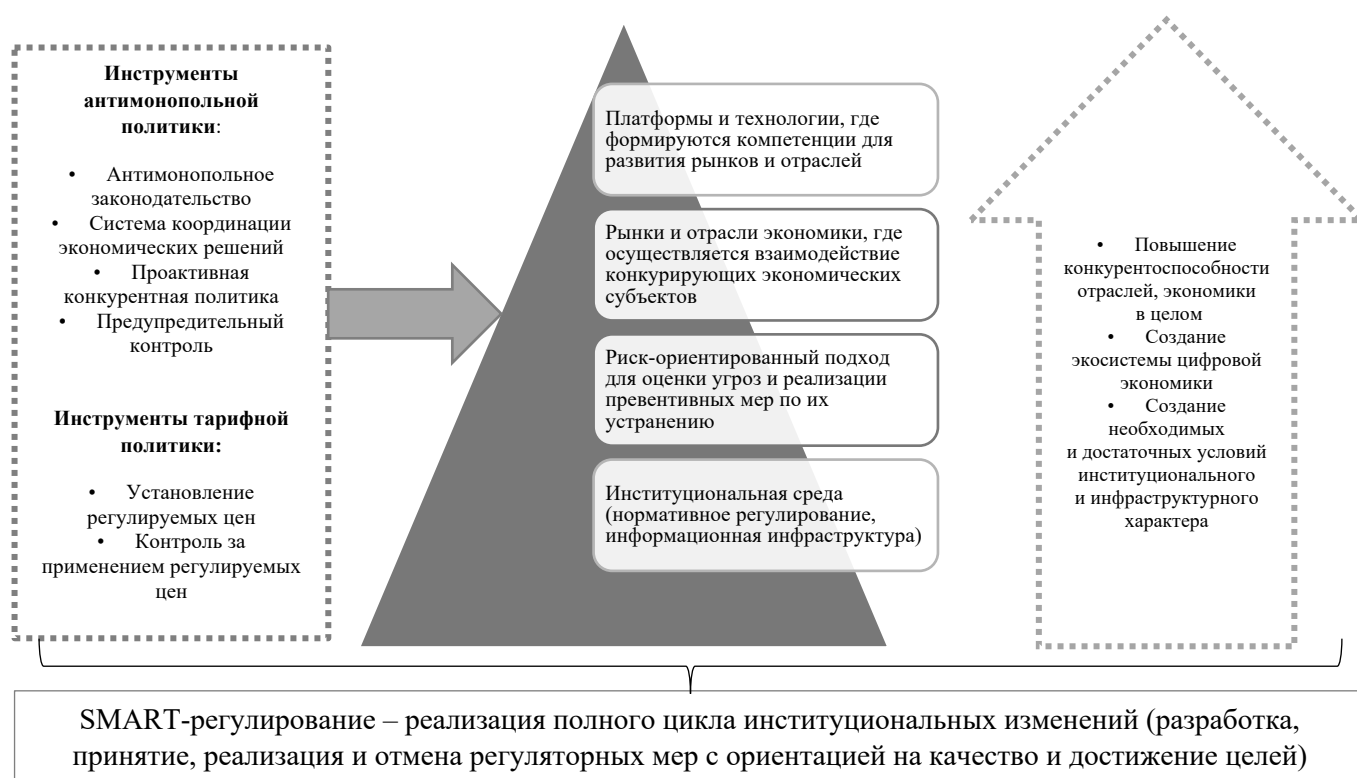 Инструменты
антимонопольной
политики:
• Антимонопольное
законодательство
• Система координации
экономических решений
• Проактивная
конкурентная политика
• Предупредительный
контроль
Инструменты тарифной
политики:
• Установление
регулируемых цен
• Контроль за
применением регулируемых
цен
Платформы и технологии, где
формируются компетенции для
развития рынков и отраслей
Рынки и отрасли экономики, где
осуществляется взаимодействие
конкурирующих экономических
субъектов
Риск-ориентированный подход
для оценки угроз и реализации
превентивных мер по их
устранению
Институциональная среда
(нормативное регулирование,
информационная инфраструктура)
• Повышение
конкурентоспособности
отраслей, экономики
в целом
• Создание
экосистемы цифровой
экономики
• Создание
необходимых
и достаточных условий
институционального
и инфраструктурного
характера
SMART-регулирование – реализация полного цикла институциональных изменений (разработка,
принятие, реализация и отмена регуляторных мер с ориентацией на качество и достижение целей)